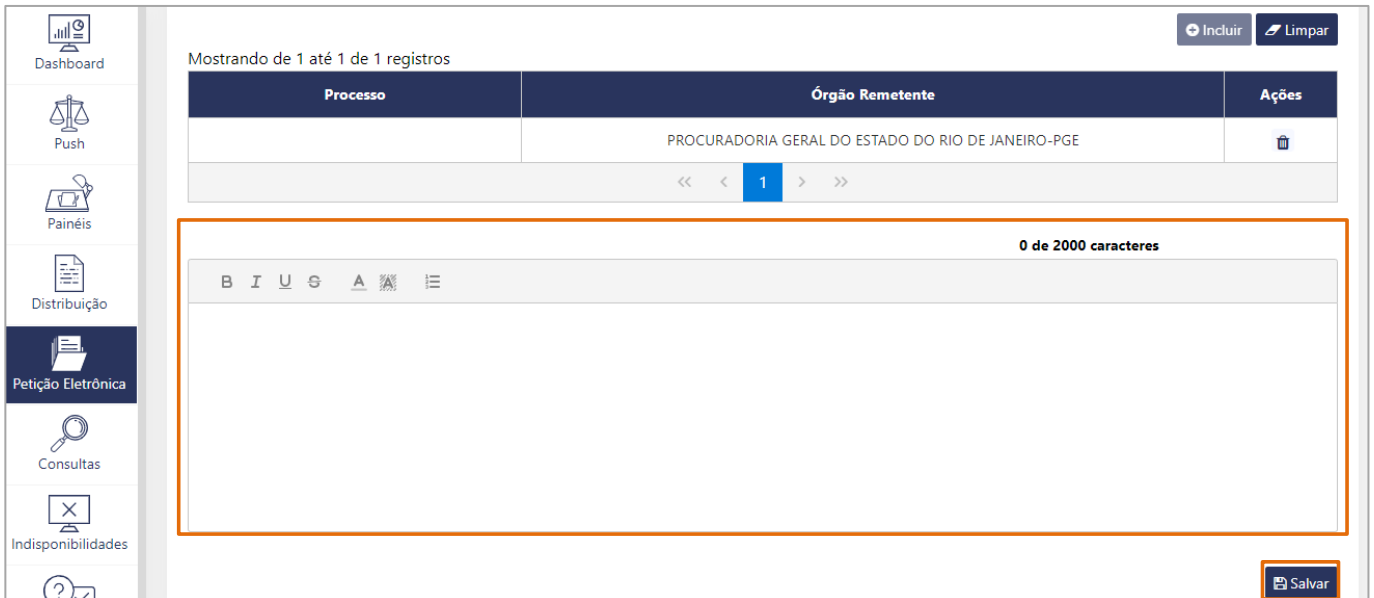 Dashboard
Push
Painéis
Distribuição
Petição Eletrônica
Consultas
Indisponibilidades
Incluir Limpar
Mostrando de 1 até 1 de 1 registros
Processo Órgão Remetente Ações
PROCURADORIA GERAL DO ESTADO DO RIO DE JANEIRO-PGE
« < 1 > »
0 de 2000 caracteres
B I U S A A
Salvar